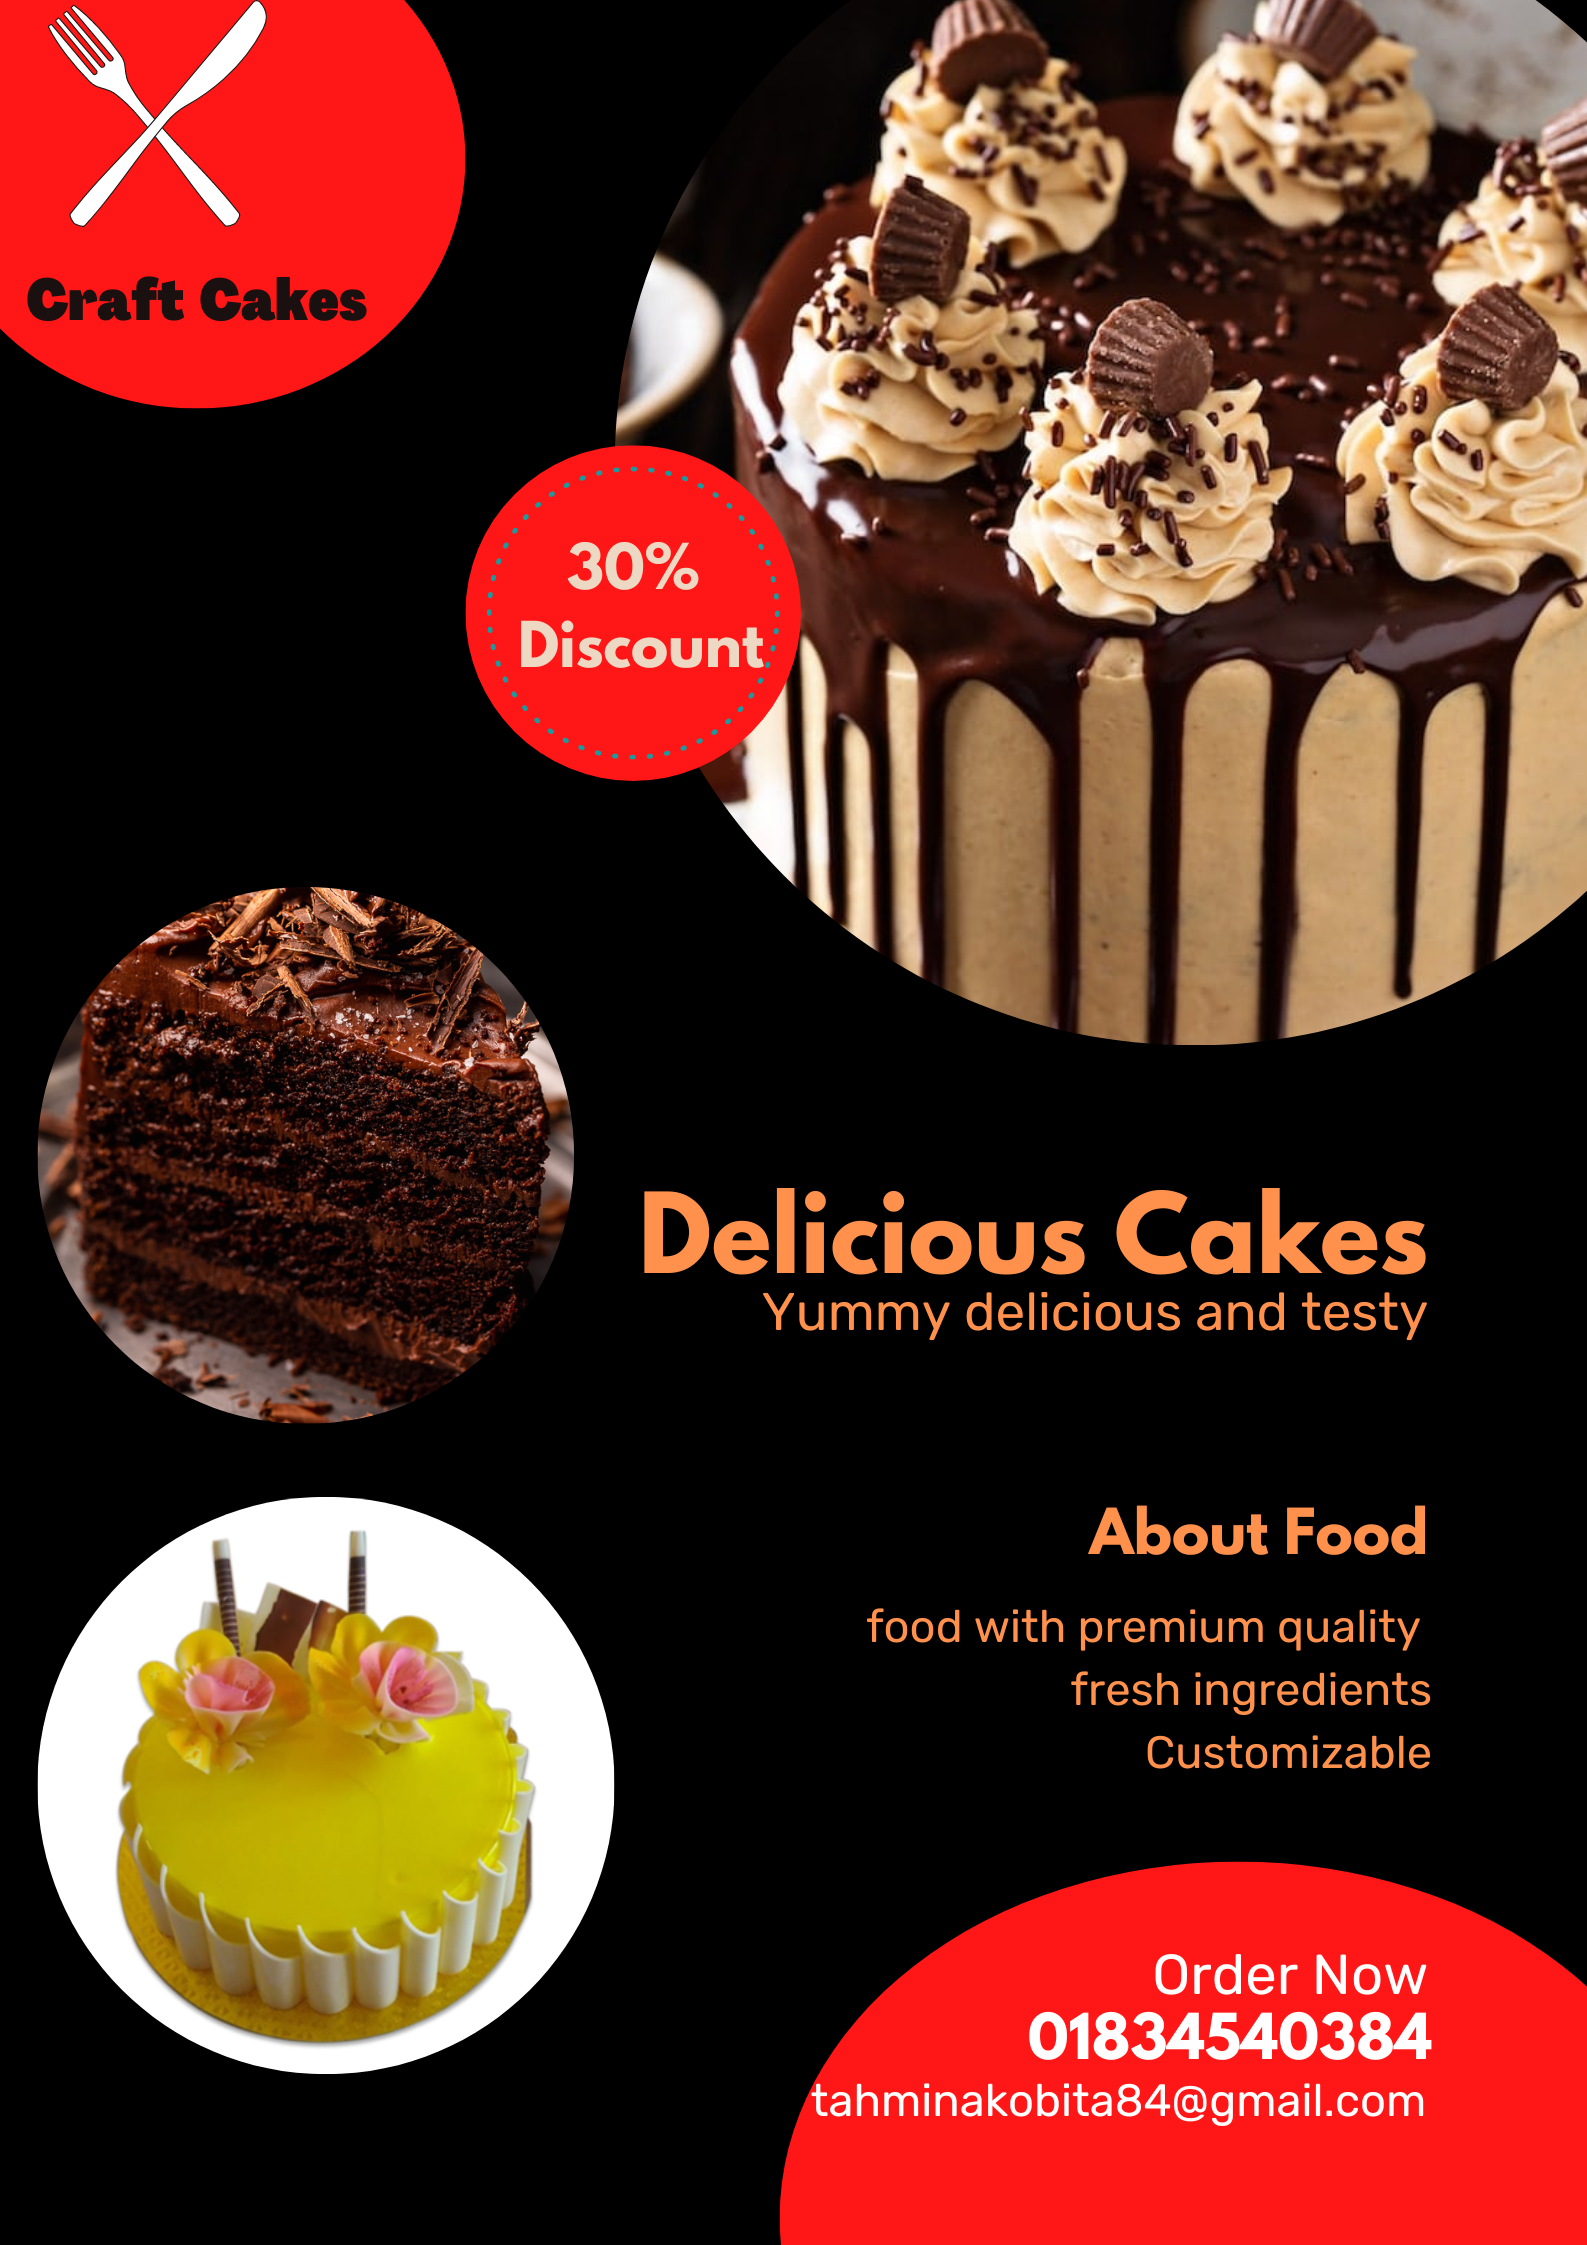 Craft Cakes
30%
Discount
Delicious Cakes
Yummy delicious and testy
About Food
food with premium quality
fresh ingredients
Customizable
Order Now
01834540384
tahminakobita84@gmail.com